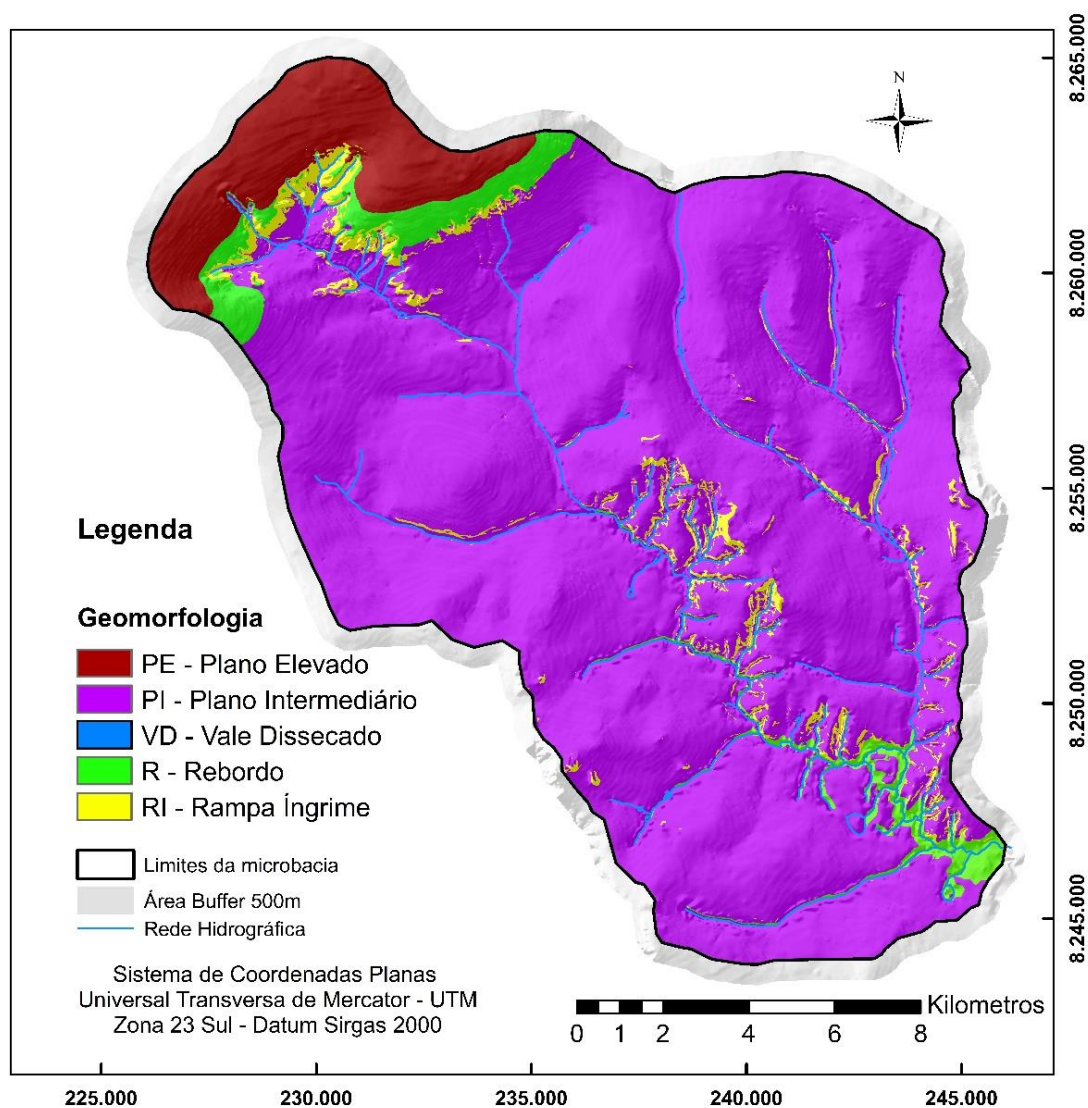 N
8.265.000
8.260.000
8.255.000
8.250.000
8.245.000
Legenda
Geomorfologia
PE - Plano Elevado
PI - Plano Intermediário
VD - Vale Dissecado
R - Rebordo
RI - Rampa Íngrime
Limites da microbacia
Área Buffer 500m
Rede Hidrográfica
Sistema de Coordenadas Planas
Universal Transversa de Mercator - UTM
Zona 23 Sul - Datum Sirgas 2000
Kilometros
0 1 2 4 6 8
225.000 230.000 235.000 240.000 245.000